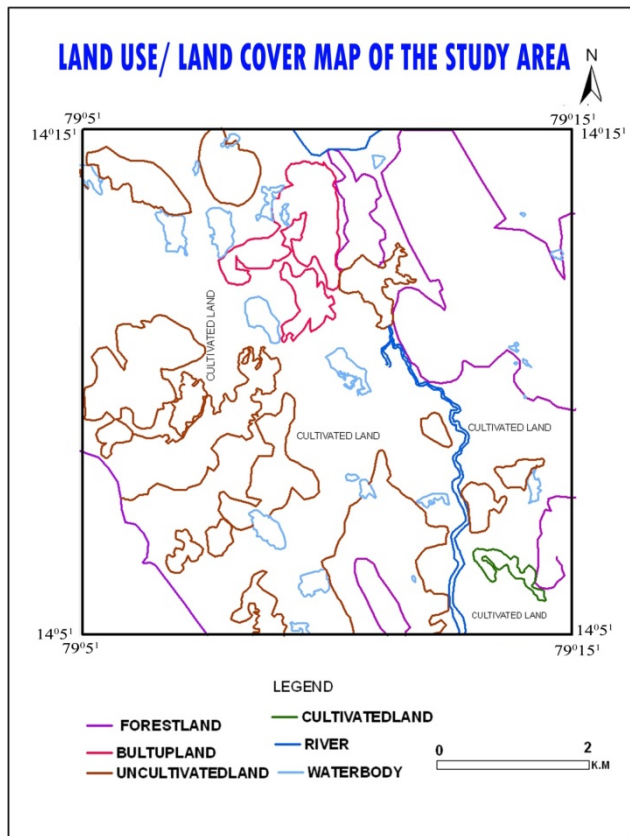 LAND USE/ LAND COVER MAP OF THE STUDY AREA
N
79⁰5¹ 79⁰15¹
14⁰15¹ 14⁰15¹
CULTIVATED LAND
CULTIVATED LAND
CULTIVATED LAND
CULTIVATED LAND
14⁰5¹ 14⁰5¹
79⁰5¹ 79⁰15¹
LEGEND
FORESTLAND CULTIVATEDLAND
BULTUPLAND RIVER
UNCULTIVATEDLAND WATERBODY
0 2
K.M